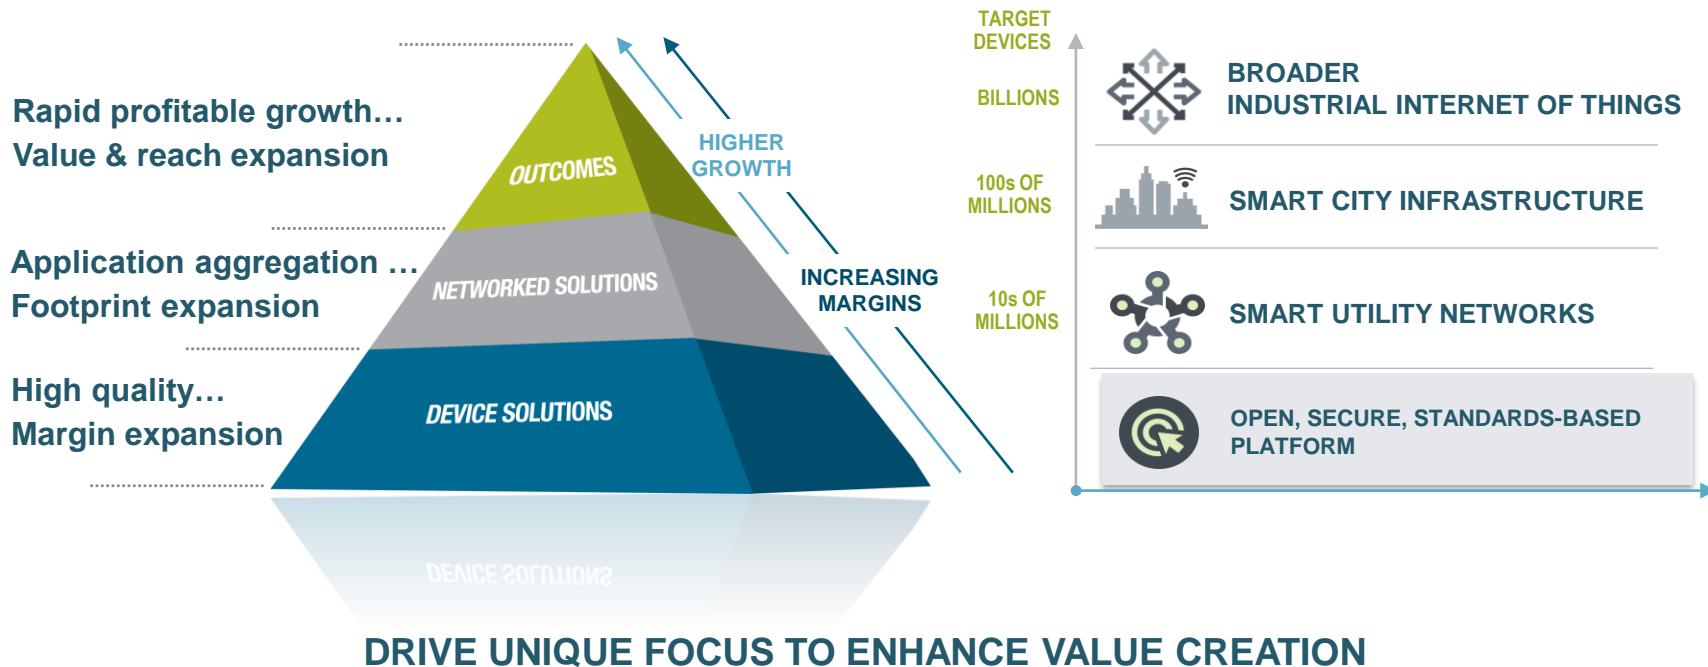 Rapid profitable growth…
Value & reach expansion
Application aggregation …
Footprint expansion
High quality…
Margin expansion
OUTCOMES
NETWORKED SOLUTIONS
DEVICE SOLUTIONS
DEVICE SOLUTIONS
HIGHER
GROWTH
INCREASING
MARGINS
TARGET
DEVICES
BILLIONS
BROADER
INDUSTRIAL INTERNET OF THINGS
100s OF
MILLIONS
SMART CITY INFRASTRUCTURE
10s OF
MILLIONS
SMART UTILITY NETWORKS
OPEN, SECURE, STANDARDS-BASED
PLATFORM
DRIVE UNIQUE FOCUS TO ENHANCE VALUE CREATION